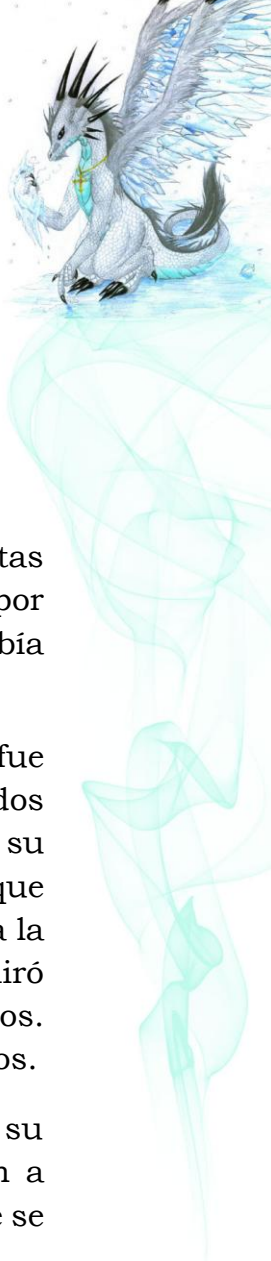 tas
por
bía
fue
dos
su
que
a la
iró
os.
os.
su
n a
e se